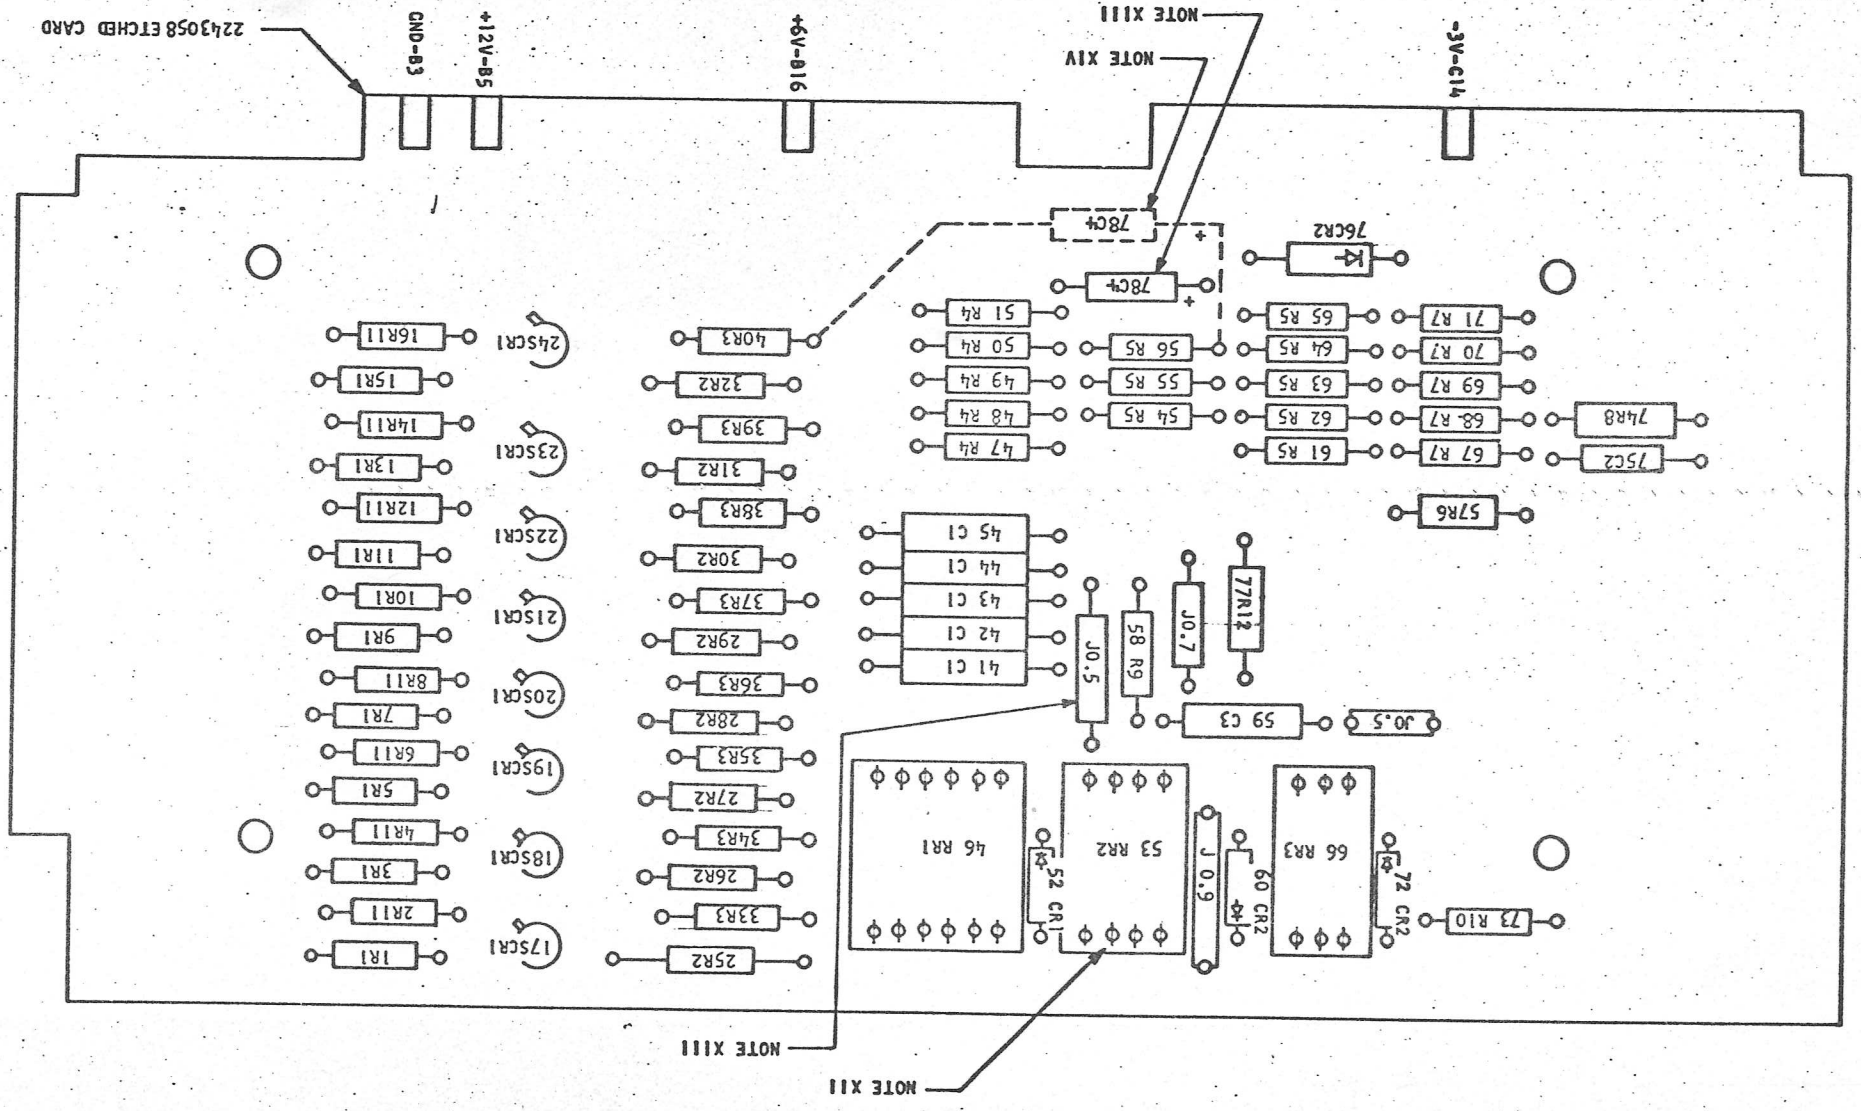 NOTE XII
NOTE XIII
73 R10
72 CR2
66 RR3
60 CR2
J 0.9
53 RR2
52 CR1
46 RR1
J0.5
59 C3
77R12
J0.7
58 R9
J0.5
41 C1
42 C1
43 C1
44 C1
45 C1
57R6
75C2
74R8
67 R7
68 R7
69 R7
70 R7
71 R7
61 R5
62 R5
63 R5
64 R5
65 R5
76CR2
54 R5
55 R5
56 R5
47 R4
48 R4
49 R4
50 R4
51 R4
+
78C4
+
78C4
25R2
33R3
26R2
34R3
27R2
35R3
28R2
36R3
29R2
37R3
30R2
38R3
31R2
39R3
32R2
40R3
17SCR1
18SCR1
19SCR1
20SCR1
21SCR1
22SCR1
23SCR1
24SCR1
1R1
2R11
3R1
4R11
5R1
6R11
7R1
8R11
9R1
10R1
11R1
12R11
13R1
14R11
15R1
16R11
-3V-C14
NOTE XIV
NOTE XIII
+6V-B16
+12V-B5
GND-B3
2243058 ETCHED CARD